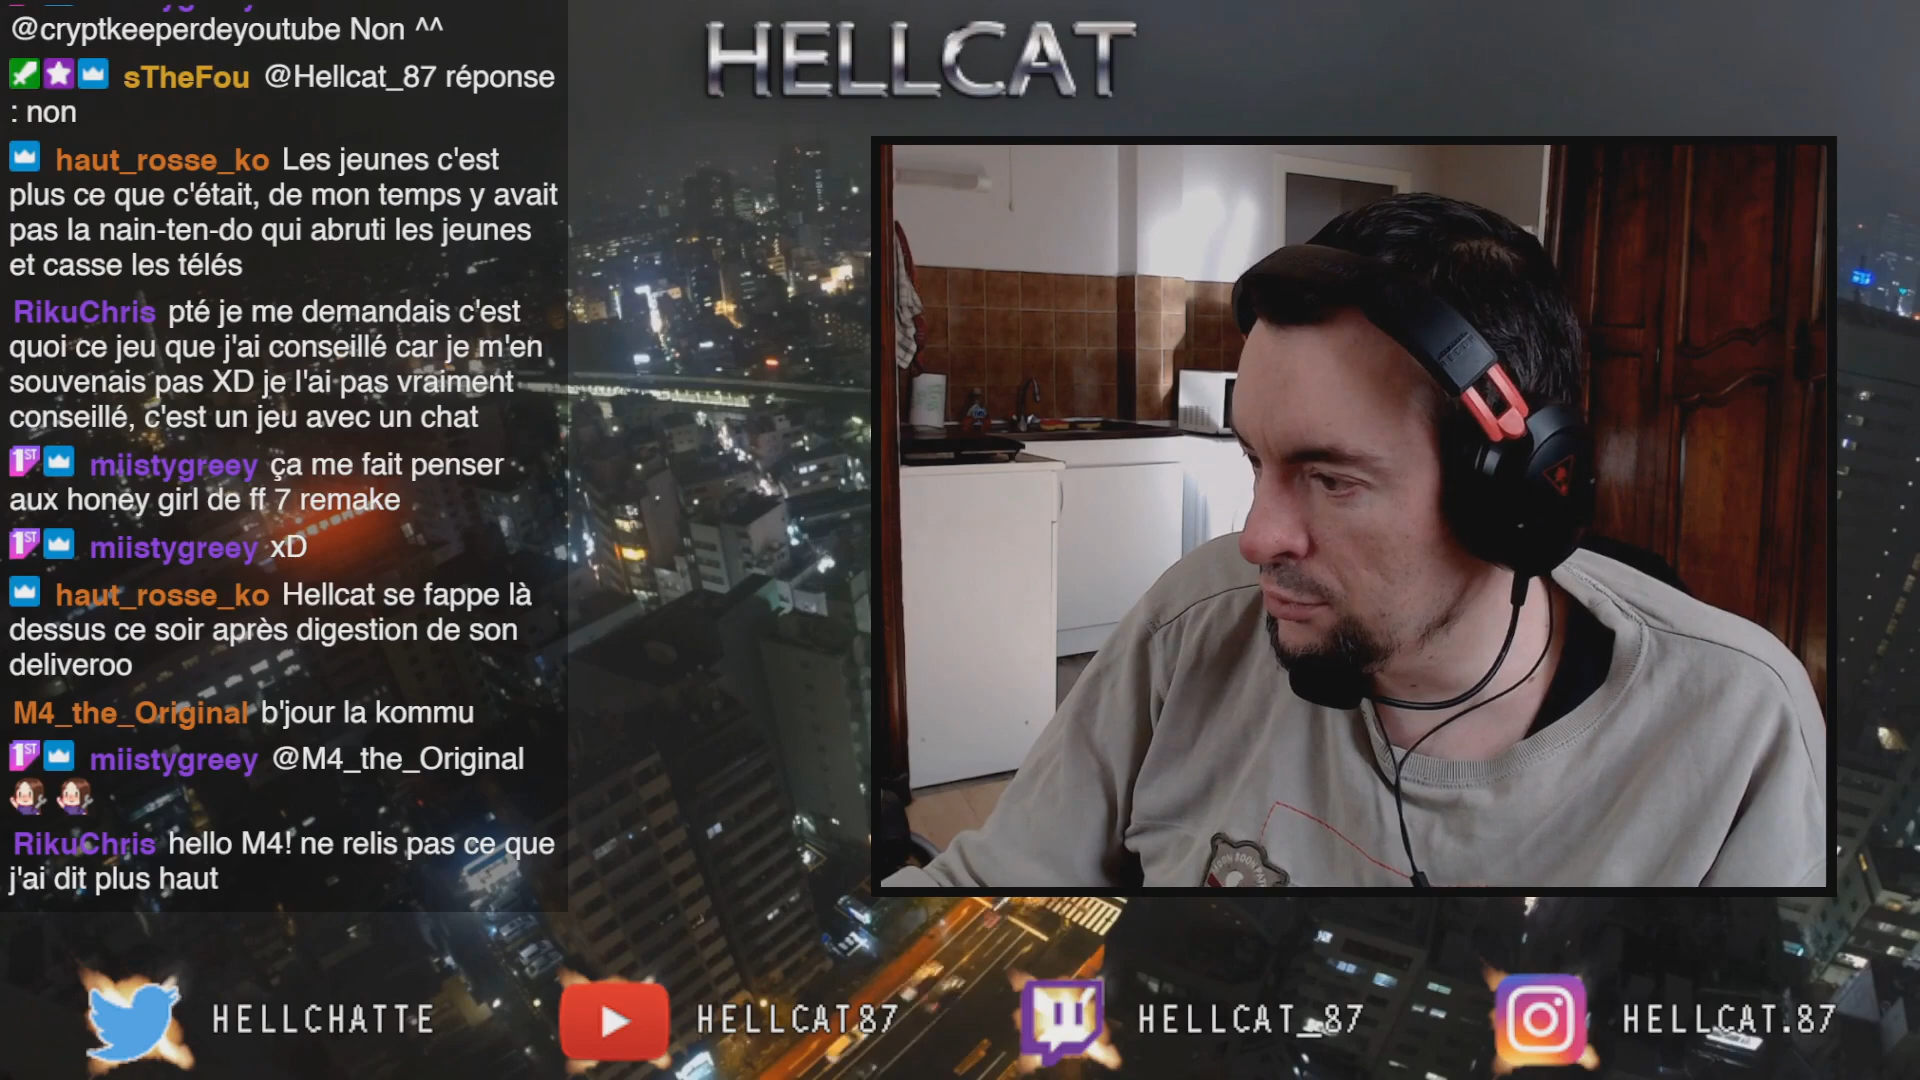 @cryptkeeperdeyoutube Non ^^
sTheFou @Hellcat_87 réponse
: non
haut_rosse_ko Les jeunes c'est
plus ce que c'était, de mon temps y avait
pas la nain-ten-do qui abruti les jeunes
et casse les télés
RikuChris pté je me demandais c'est
quoi ce jeu que j'ai conseillé car je m'en
souvenais pas XD je l'ai pas vraiment
conseillé, c'est un jeu avec un chat
1ST miistygreey ça me fait penser
aux honey girl de ff 7 remake
1ST miistygreey xD
haut_rosse_ko Hellcat se fappe là
dessus ce soir après digestion de son
deliveroo
M4_the_Original b'jour la kommu
1ST miistygreey @M4_the_Original
RikuChris hello M4! ne relis pas ce que
j'ai dit plus haut
HELLCAT
HELLCHATTE
HELLCAT87
HELLCAT_87
HELLCAT.87